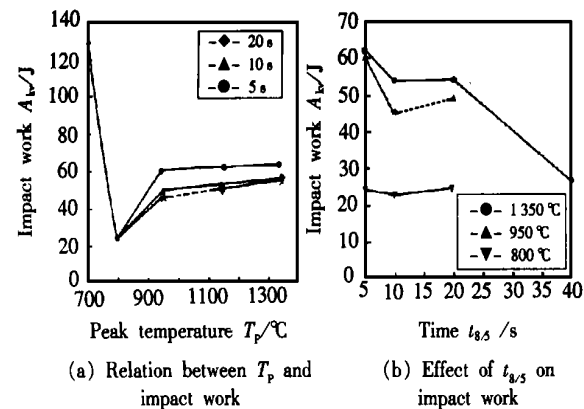 140
120
100
80
60
40
20
0
Impact work A_kv/J
20 s
10 s
5 s
700 900 1100 1300
Peak temperature T_P/℃
(a) Relation between T_P and
impact work
70
60
50
40
30
20
10
0
Impact work A_kv/J
1 350 ℃
950 ℃
800 ℃
5 10 15 20 25 30 35 40
Time t_8/5 /s
(b) Effect of t_8/5 on
impact work